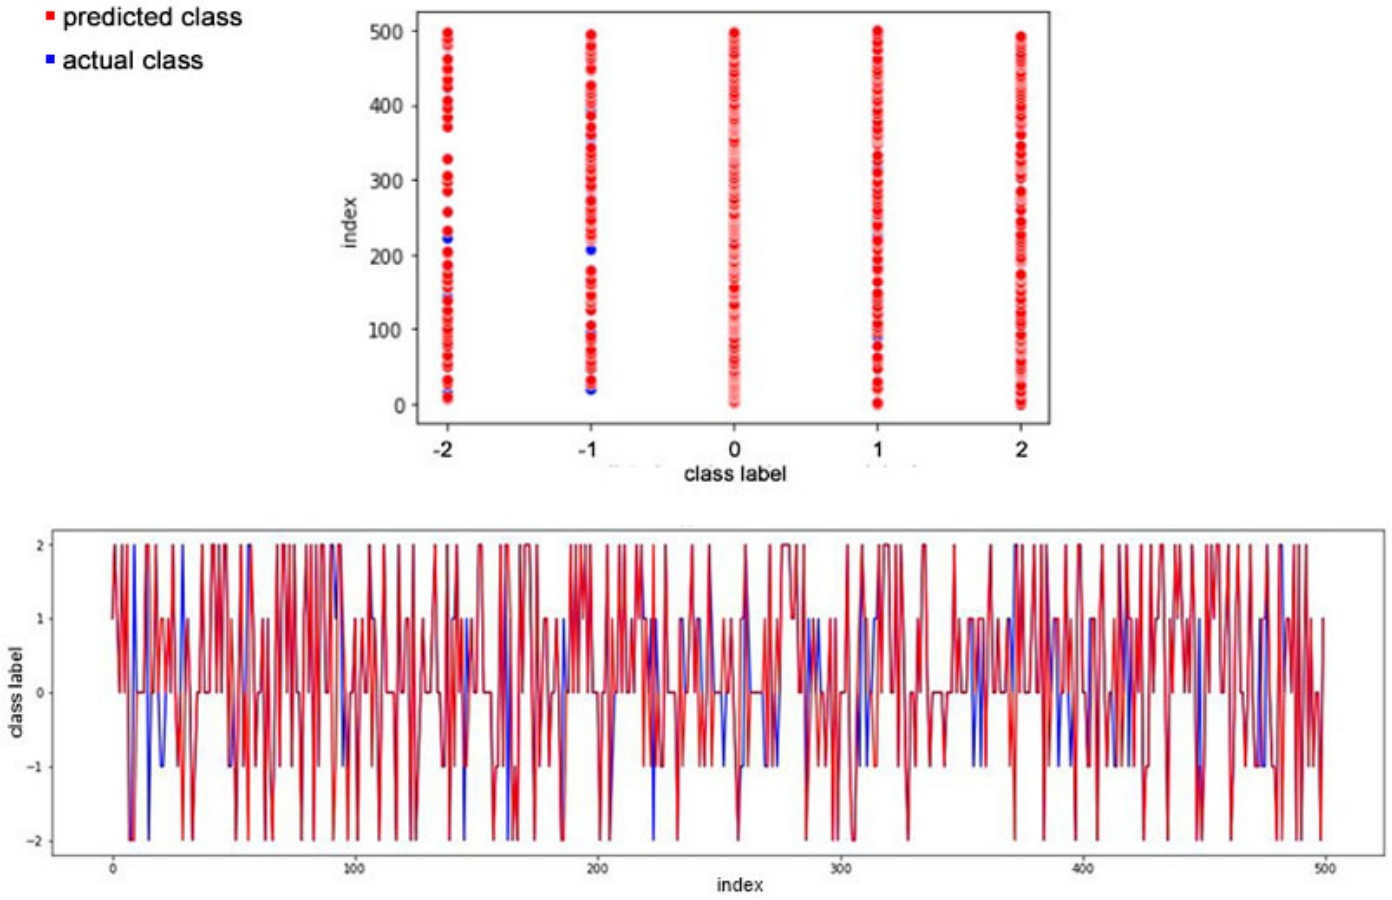 predicted class
actual class
500
400
300
200
100
0
index
-2 -1 0 1 2
class label
2
1
0
−1
−2
class label
0 100 200 300 400 500
index